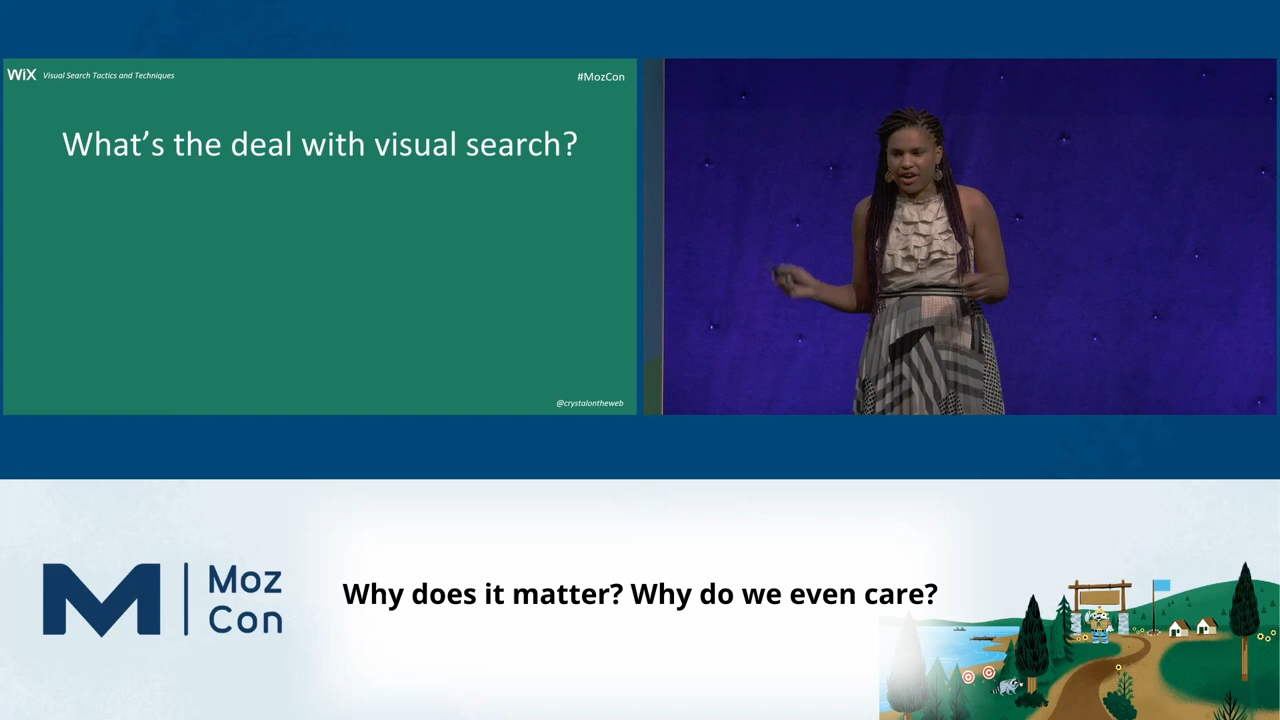 WiX Visual Search Tactics and Techniques
#MozCon
What's the deal with visual search?
@crystalontheweb
M | Moz
Con
Why does it matter? Why do we even care?